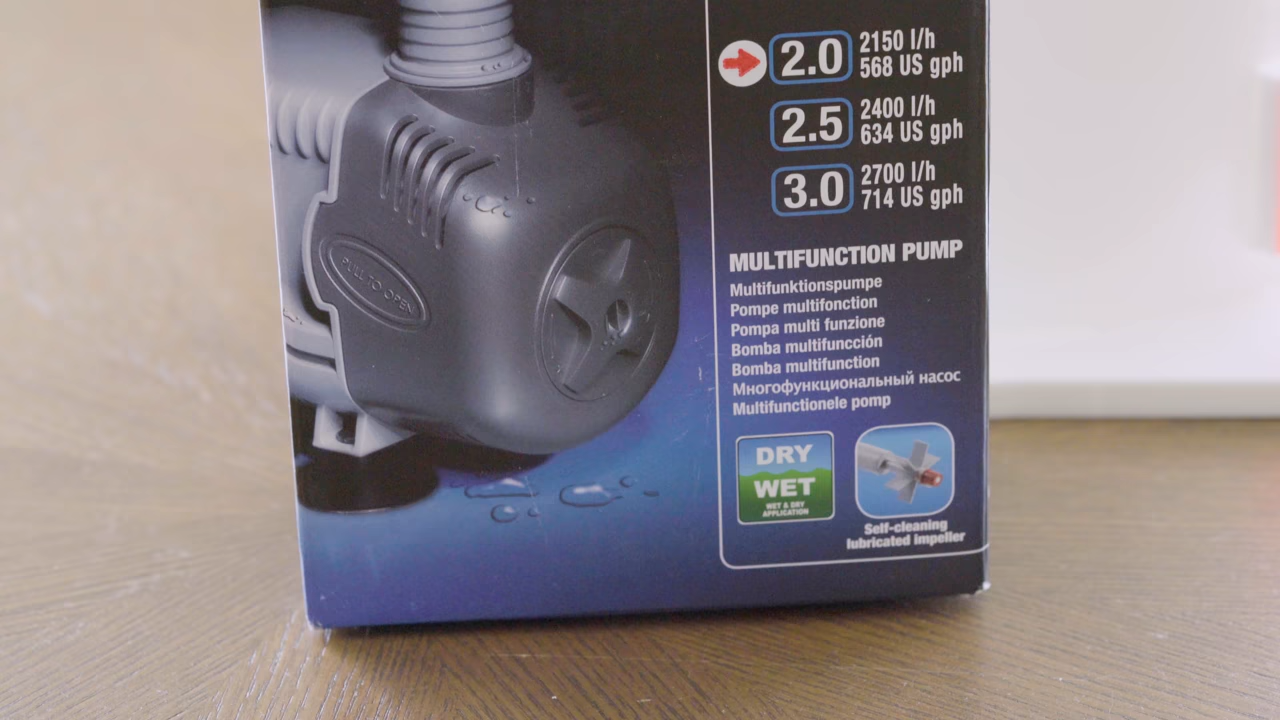 2.0
2150 l/h
568 US gph
2.5
2400 l/h
634 US gph
3.0
2700 l/h
714 US gph
PULL TO OPEN
MULTIFUNCTION PUMP
Multifunktionspumpe
Pompe multifonction
Pompa multi funzione
Bomba multifucción
Bomba multifunction
Многофункциональный насос
Multifunctionele pomp
DRY
WET
WET & DRY
APPLICATION
Self-cleaning
lubricated impeller